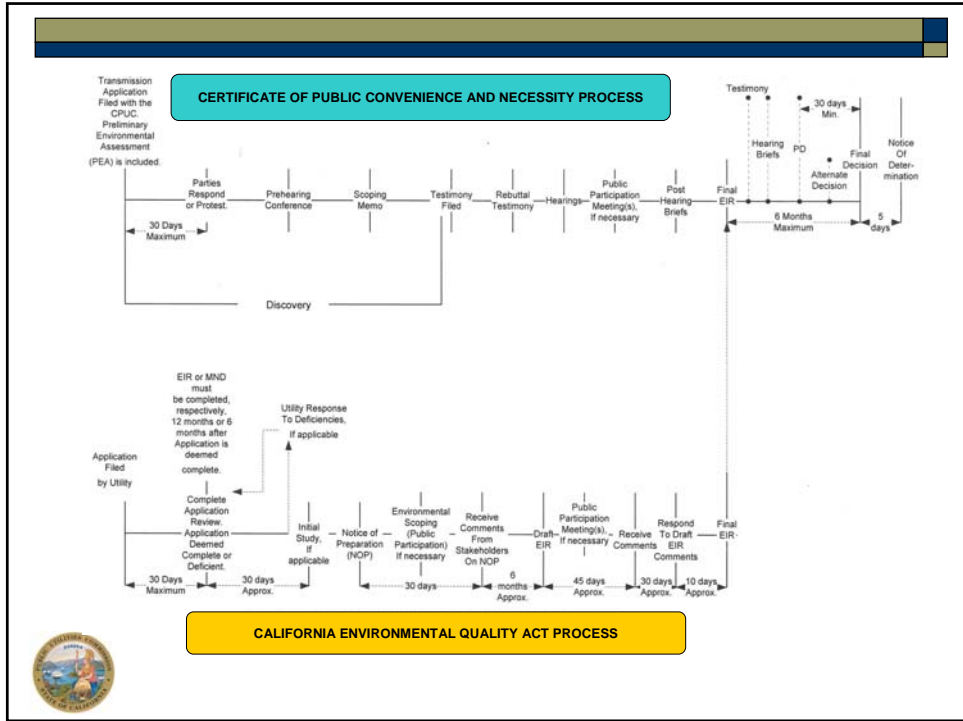 CERTIFICATE OF PUBLIC CONVENIENCE AND NECESSITY PROCESS
Transmission
Application
Filed with the
CPUC.
Preliminary
Environmental
Assessment
(PEA) is included.
Parties
Respond
or Protest.
Prehearing
Conference
Scoping
Memo
Testimony
Filed
Rebuttal
Testimony
Hearings
Public
Participation
Meeting(s),
If necessary
Post
Hearing
Briefs
Final
EIR
Testimony
Hearing
Briefs
PD
30 days
Min.
Alternate
Decision
Final
Decision
Notice
Of
Deter-
mination
30 Days
Maximum
6 Months
Maximum
5
days
Discovery
EIR or MND
must
be completed,
respectively,
12 months or 6
months after
Application is
deemed
complete.
Utility Response
To Deficiencies,
If applicable
Application
Filed
by Utility
Complete
Application
Review.
Application
Deemed
Complete or
Deficient.
Initial
Study,
If
applicable
Notice of
Preparation
(NOP)
Environmental
Scoping
(Public
Participation)
If necessary
Receive
Comments
From
Stakeholders
On NOP
Draft
EIR
Public
Participation
Meeting(s),
If necessary
Receive
Comments
Respond
To Draft
EIR
Comments
Final
EIR
30 Days
Maximum
30 days
Approx.
30 days
6
months
Approx.
45 days
Approx.
30 days
Approx.
10 days
Approx.
CALIFORNIA ENVIRONMENTAL QUALITY ACT PROCESS
PUBLIC UTILITIES COMMISSION
STATE OF CALIFORNIA